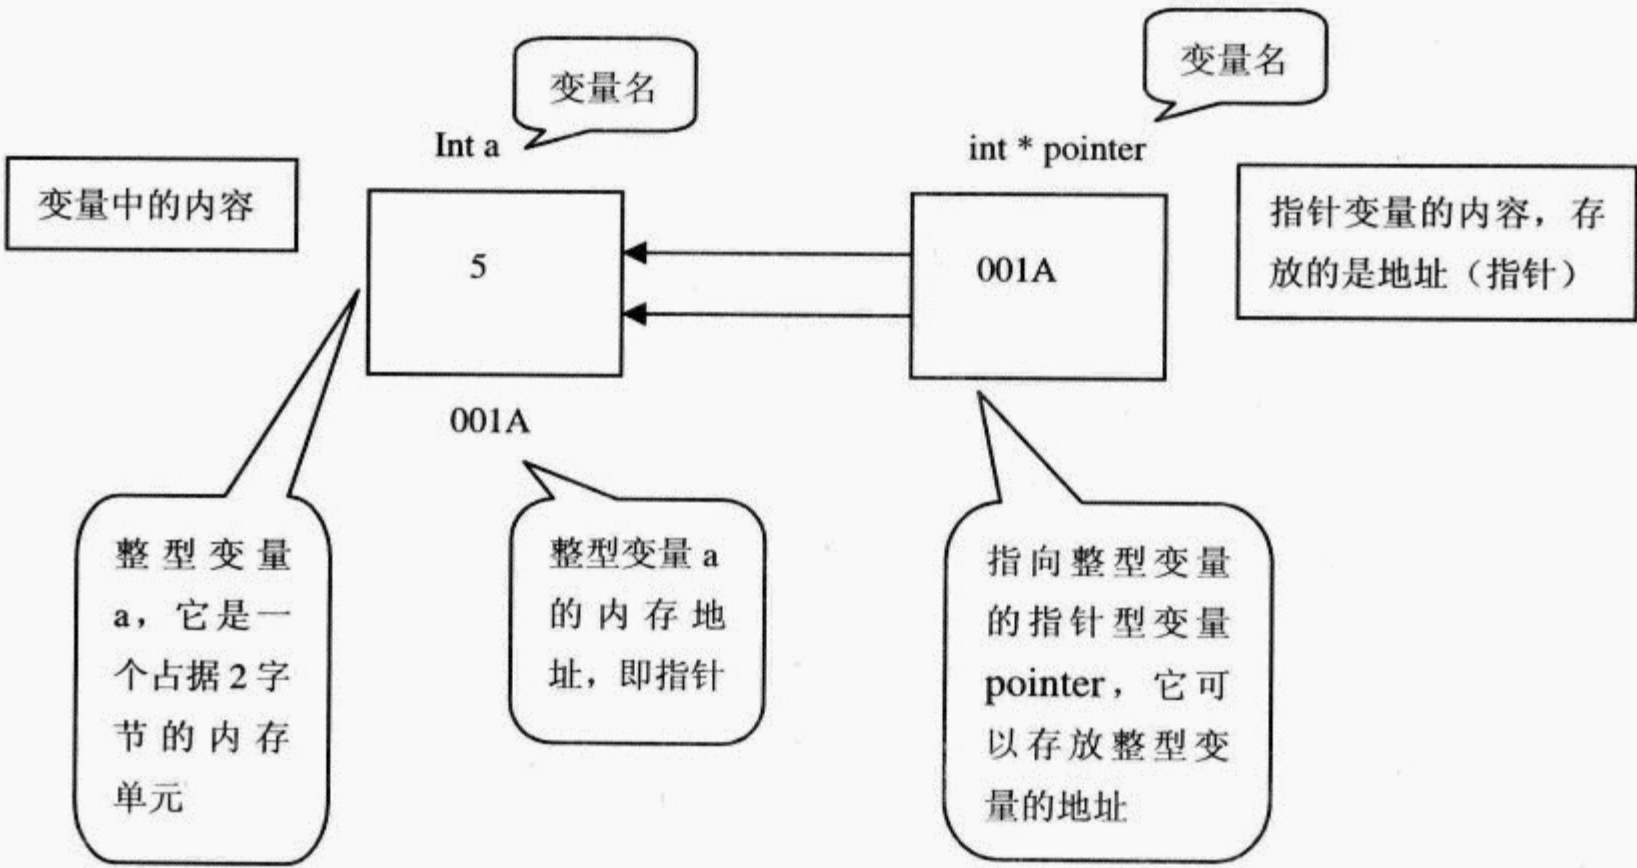 变量名
变量名
Int a
int * pointer
变量中的内容
5
001A
指针变量的内容，存
放的是地址（指针）
001A
整型变量
a，它是一
个占据 2 字
节的内存
单元
整型变量 a
的内存地
址，即指针
指向整型变量
的指针型变量
pointer，它可
以存放整型变
量的地址